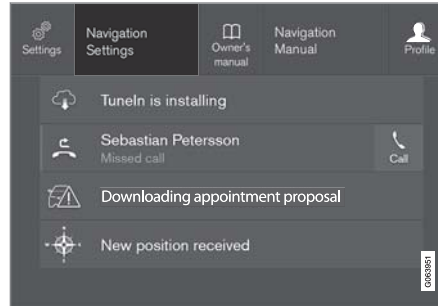 Settings
Navigation
Settings
Owner's
manual
Navigation
Manual
Profile
TuneIn is installing
Sebastian Petersson
Missed call
Call
Downloading appointment proposal
New position received
G063951